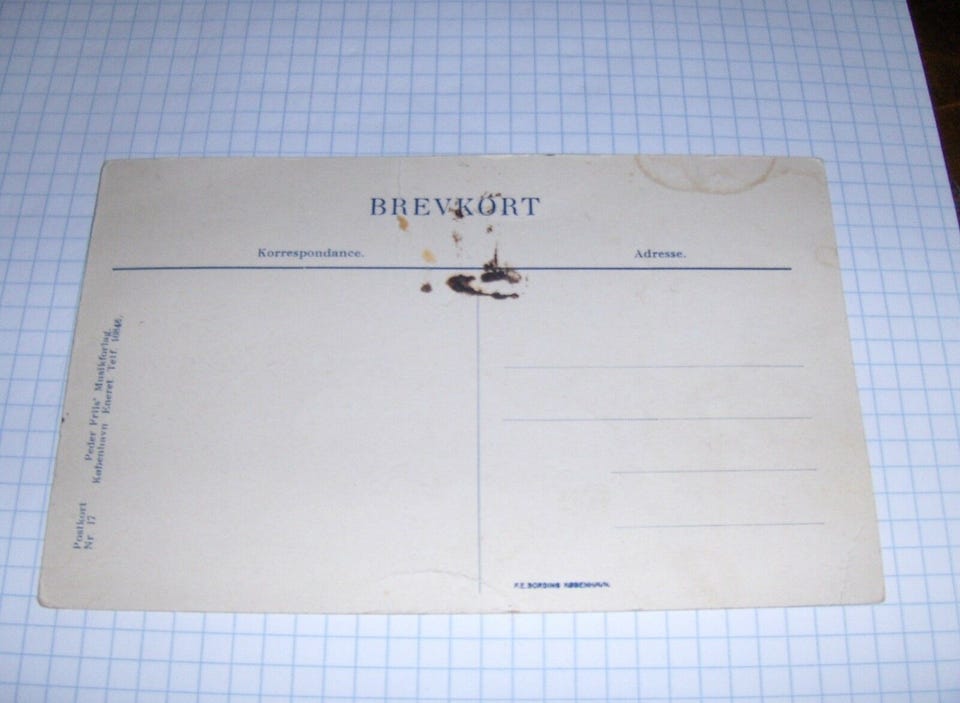 BREVKORT
Korrespondance.
Adresse.
Postkort
Nr 17
Peder Friis' Musikforlag.
København Eneret. Telf. 10846.
F.E. BORDING KØBENHAVN.